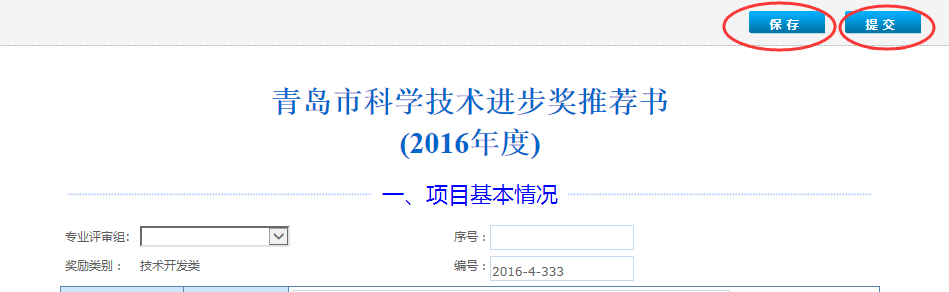 保存 提交
青岛市科学技术进步奖推荐书
(2016年度)
一、项目基本情况
专业评审组: 序号：
奖励类别： 技术开发类 编号：2016-4-333